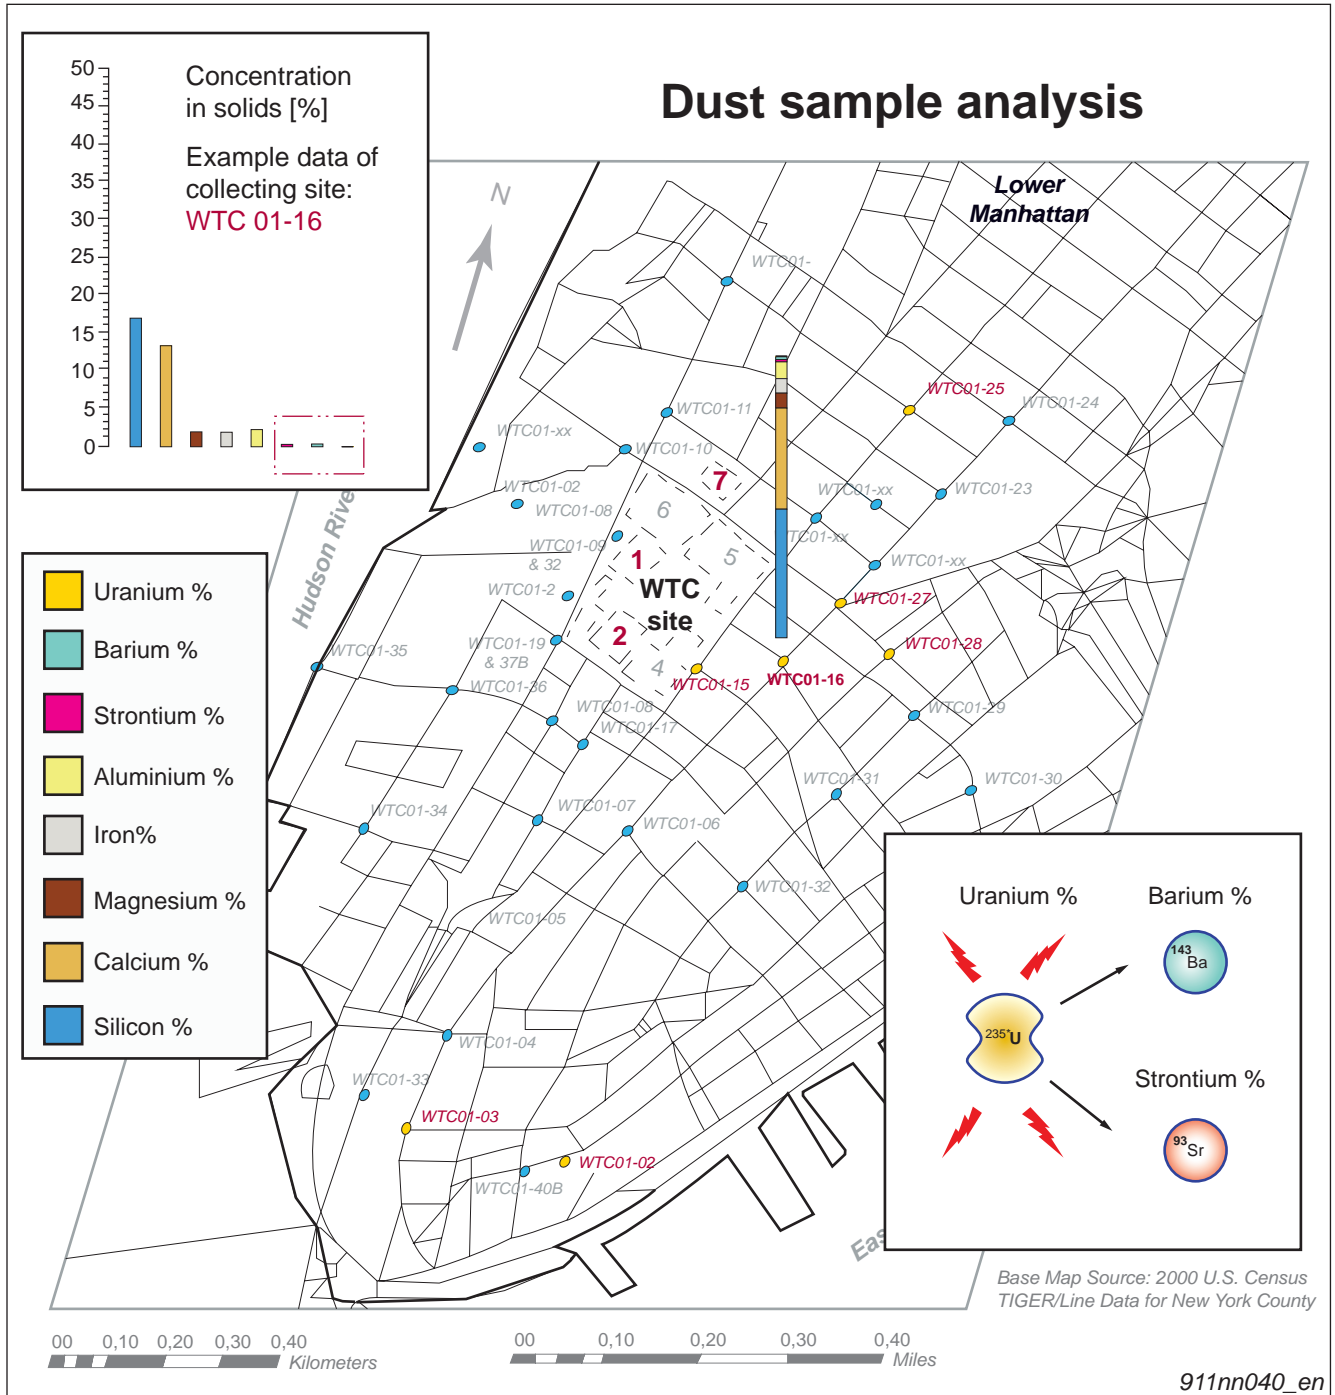 Dust sample analysis
50
45
40
35
30
25
20
15
10
5
0
Concentration
in solids [%]
Example data of
collecting site:
WTC 01-16
N
Lower
Manhattan
Hudson Rive
WTC01-
WTC01-25
WTC01-24
WTC01-11
WTC01-xx
WTC01-10
7
WTC01-02
WTC01-08
6
WTC01-xx
WTC01-23
WTC01-09
& 32
1
5
TC01-xx
WTC01-xx
WTC01-2
WTC
site
WTC01-27
WTC01-19
& 37B
2
4
WTC01-28
WTC01-35
WTC01-15
WTC01-16
WTC01-36
WTC01-08
WTC01-17
WTC01-29
WTC01-31
WTC01-30
WTC01-34
WTC01-07
WTC01-06
WTC01-32
WTC01-05
WTC01-04
WTC01-33
WTC01-03
WTC01-02
WTC01-40B
Eas
Uranium %
Barium %
Strontium %
Aluminium %
Iron%
Magnesium %
Calcium %
Silicon %
Uranium %
Barium %
143Ba
235*U
Strontium %
93Sr
Base Map Source: 2000 U.S. Census
TIGER/Line Data for New York County
00 0,10 0,20 0,30 0,40
Kilometers
00 0,10 0,20 0,30 0,40
Miles
911nn040_en